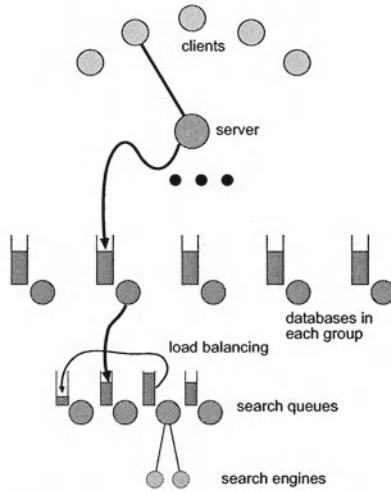 clients
server
databases in
each group
load balancing
search queues
search engines